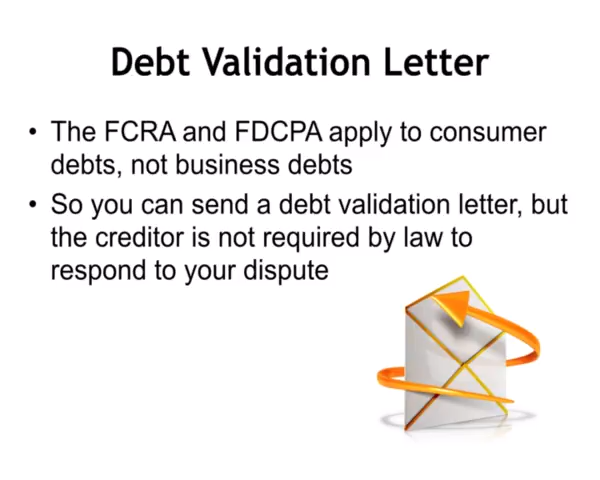 Debt Validation Letter
• The FCRA and FDCPA apply to consumer
debts, not business debts
• So you can send a debt validation letter, but
the creditor is not required by law to
respond to your dispute